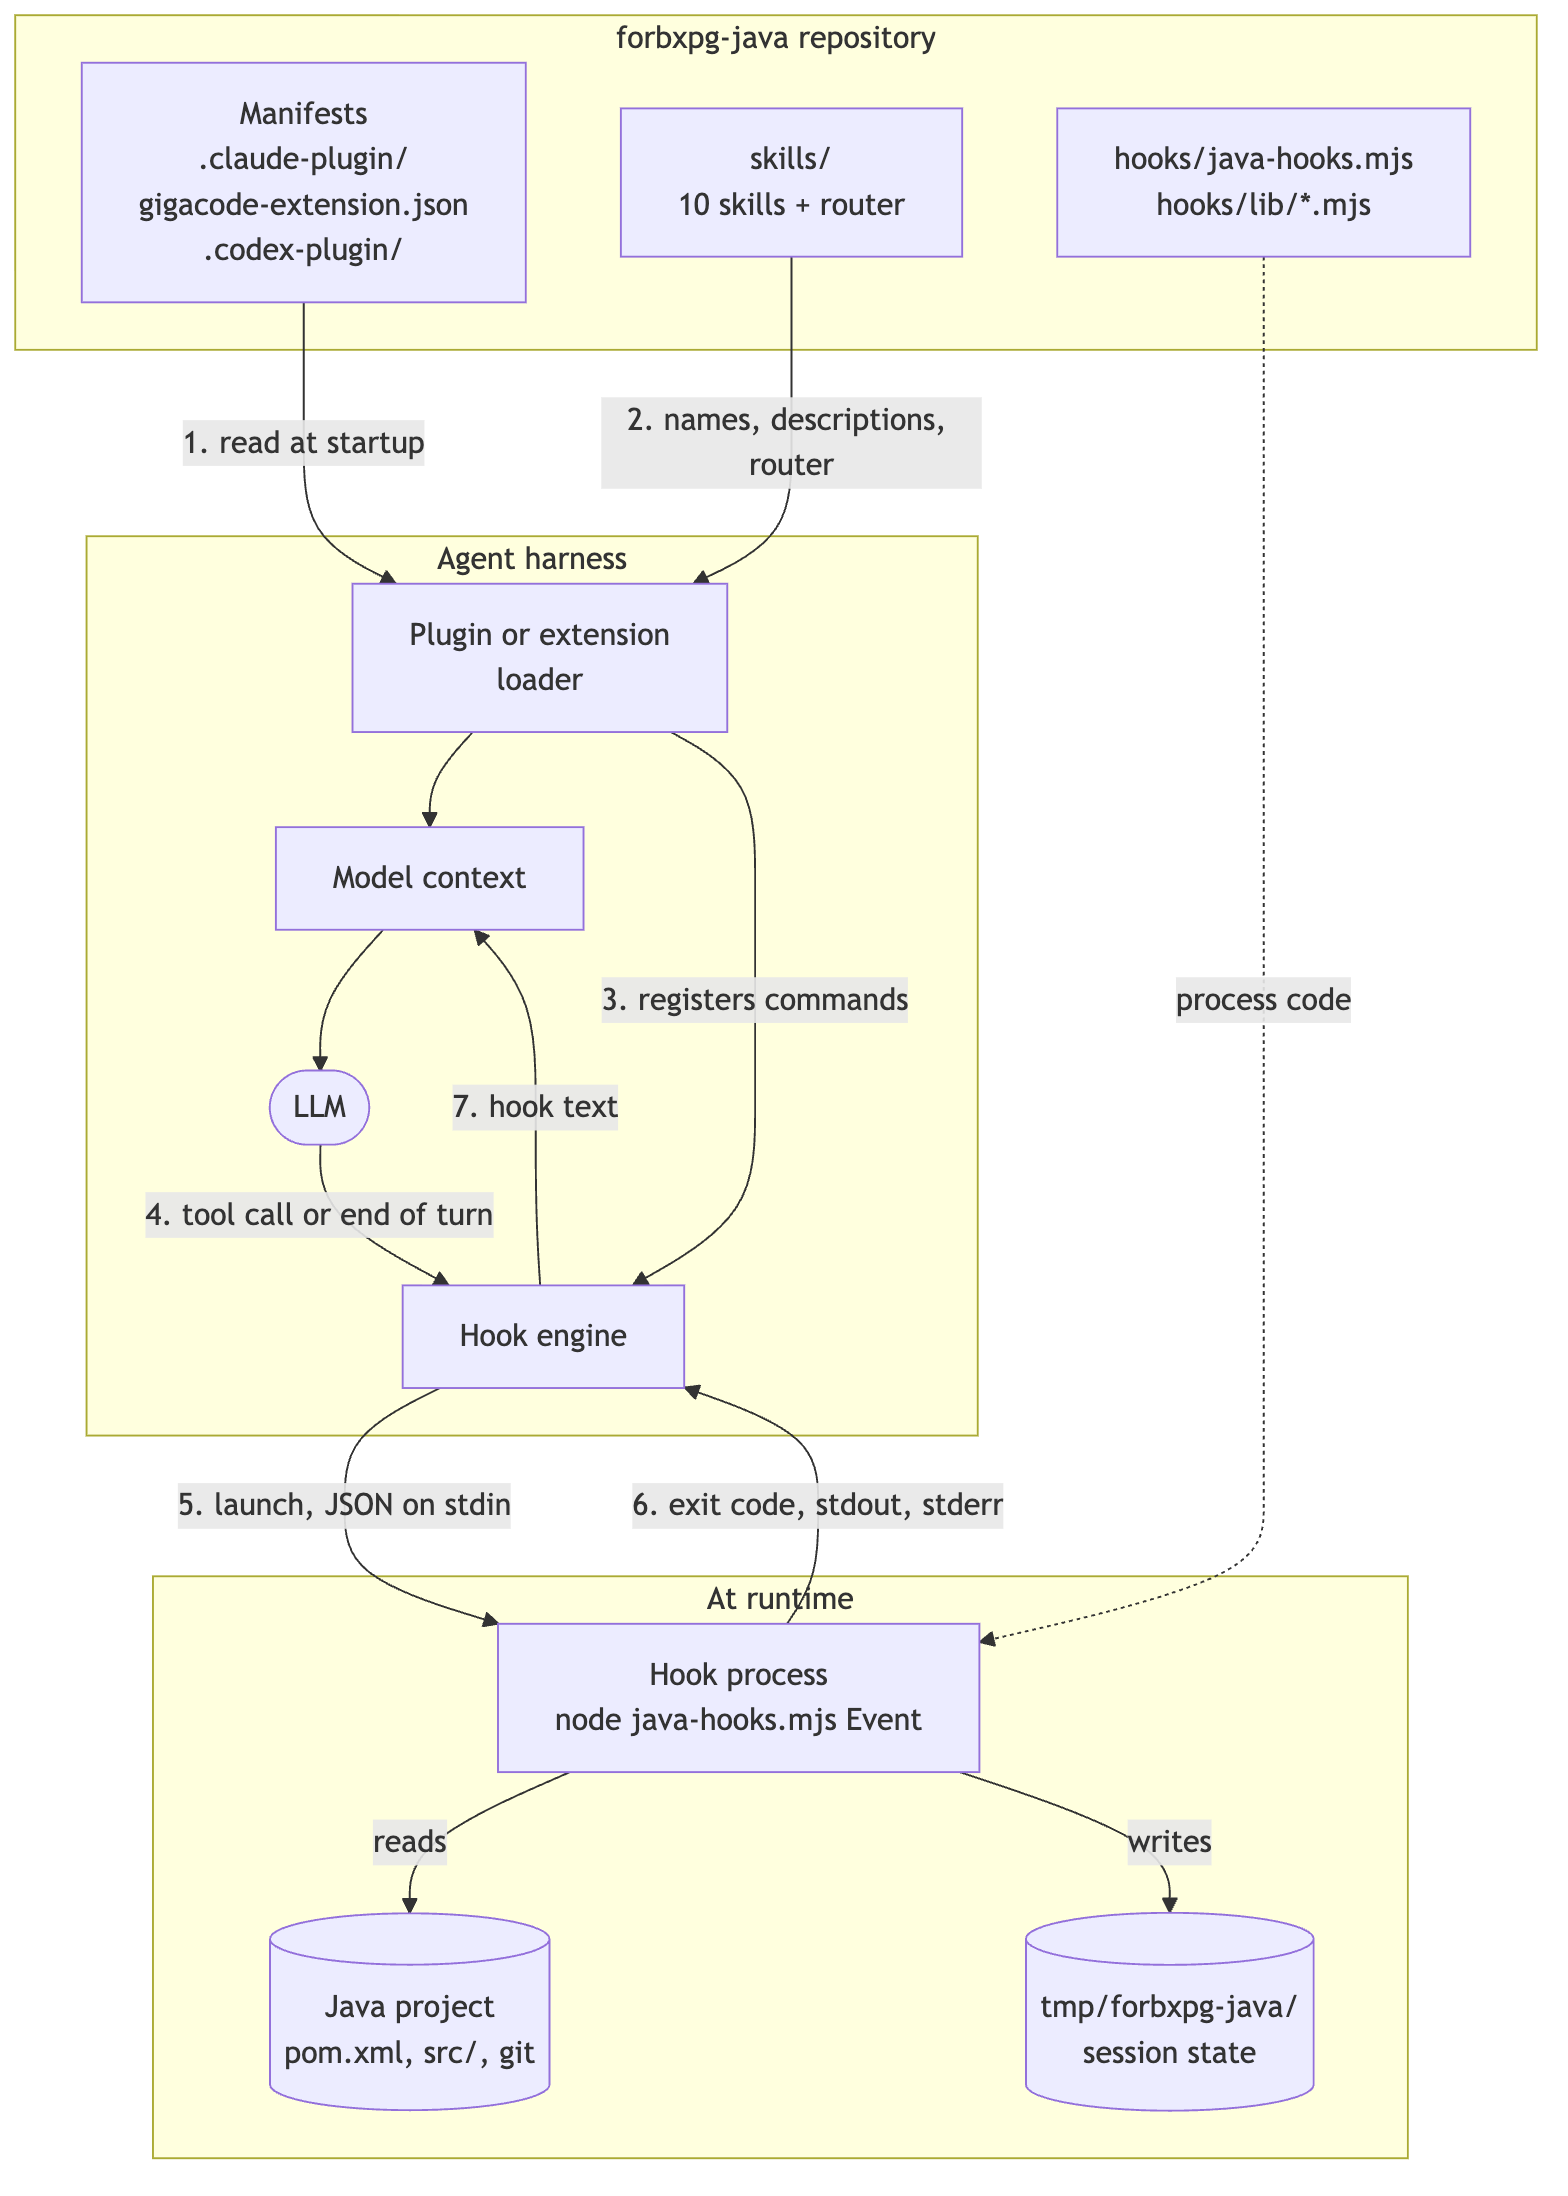 forbxpg-java repository
Manifests
.claude-plugin/
gigacode-extension.json
.codex-plugin/
skills/
10 skills + router
hooks/java-hooks.mjs
hooks/lib/*.mjs
1. read at startup
2. names, descriptions,
router
Agent harness
Plugin or extension
loader
Model context
3. registers commands
process code
LLM
7. hook text
4. tool call or end of turn
Hook engine
5. launch, JSON on stdin
6. exit code, stdout, stderr
At runtime
Hook process
node java-hooks.mjs Event
reads
writes
Java project
pom.xml, src/, git
tmp/forbxpg-java/
session state